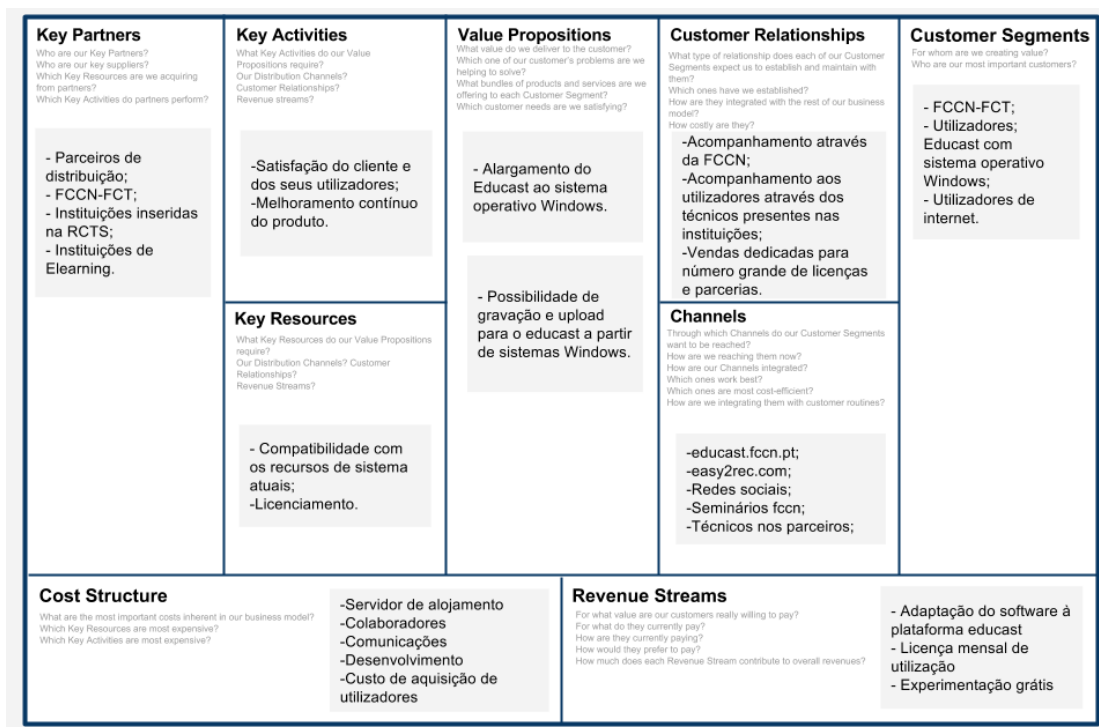 Key Partners
Who are our Key Partners?
Who are our key suppliers?
Which Key Resources are we acquiring
from partners?
Which Key Activities do partners perform?
- Parceiros de
distribuição;
- FCCN-FCT;
- Instituições inseridas
na RCTS;
- Instituições de
Elearning.
Key Activities
What Key Activities do our Value
Propositions require?
Our Distribution Channels?
Customer Relationships?
Revenue streams?
-Satisfação do cliente e
dos seus utilizadores;
-Melhoramento contínuo
do produto.
Key Resources
What Key Resources do our Value Propositions
require?
Our Distribution Channels? Customer
Relationships?
Revenue Streams?
- Compatibilidade com
os recursos de sistema
atuais;
-Licenciamento.
Value Propositions
What value do we deliver to the customer?
Which one of our customer's problems are we
helping to solve?
What bundles of products and services are we
offering to each Customer Segment?
Which customer needs are we satisfying?
- Alargamento do
Educast ao sistema
operativo Windows.
- Possibilidade de
gravação e upload
para o educast a partir
de sistemas Windows.
Customer Relationships
What type of relationship does each of our Customer
Segments expect us to establish and maintain with
them?
Which ones have we established?
How are they integrated with the rest of our business
model?
How costly are they?
-Acompanhamento através
da FCCN;
-Acompanhamento aos
utilizadores através dos
técnicos presentes nas
instituições;
-Vendas dedicadas para
número grande de licenças
e parcerias.
Channels
Through which Channels do our Customer Segments
want to be reached?
How are we reaching them now?
How are our Channels integrated?
Which ones work best?
Which ones are most cost-efficient?
How are we integrating them with customer routines?
-educast.fccn.pt;
-easy2rec.com;
-Redes sociais;
-Seminários fccn;
-Técnicos nos parceiros;
Customer Segments
For whom are we creating value?
Who are our most important customers?
- FCCN-FCT;
- Utilizadores;
Educast com
sistema operativo
Windows;
- Utilizadores de
internet.
Cost Structure
What are the most important costs inherent in our business model?
Which Key Resources are most expensive?
Which Key Activities are most expensive?
-Servidor de alojamento
-Colaboradores
-Comunicações
-Desenvolvimento
-Custo de aquisição de
utilizadores
Revenue Streams
For what value are our customers really willing to pay?
For what do they currently pay?
How are they currently paying?
How would they prefer to pay?
How much does each Revenue Stream contribute to overall revenues?
- Adaptação do software à
plataforma educast
- Licença mensal de
utilização
- Experimentação grátis